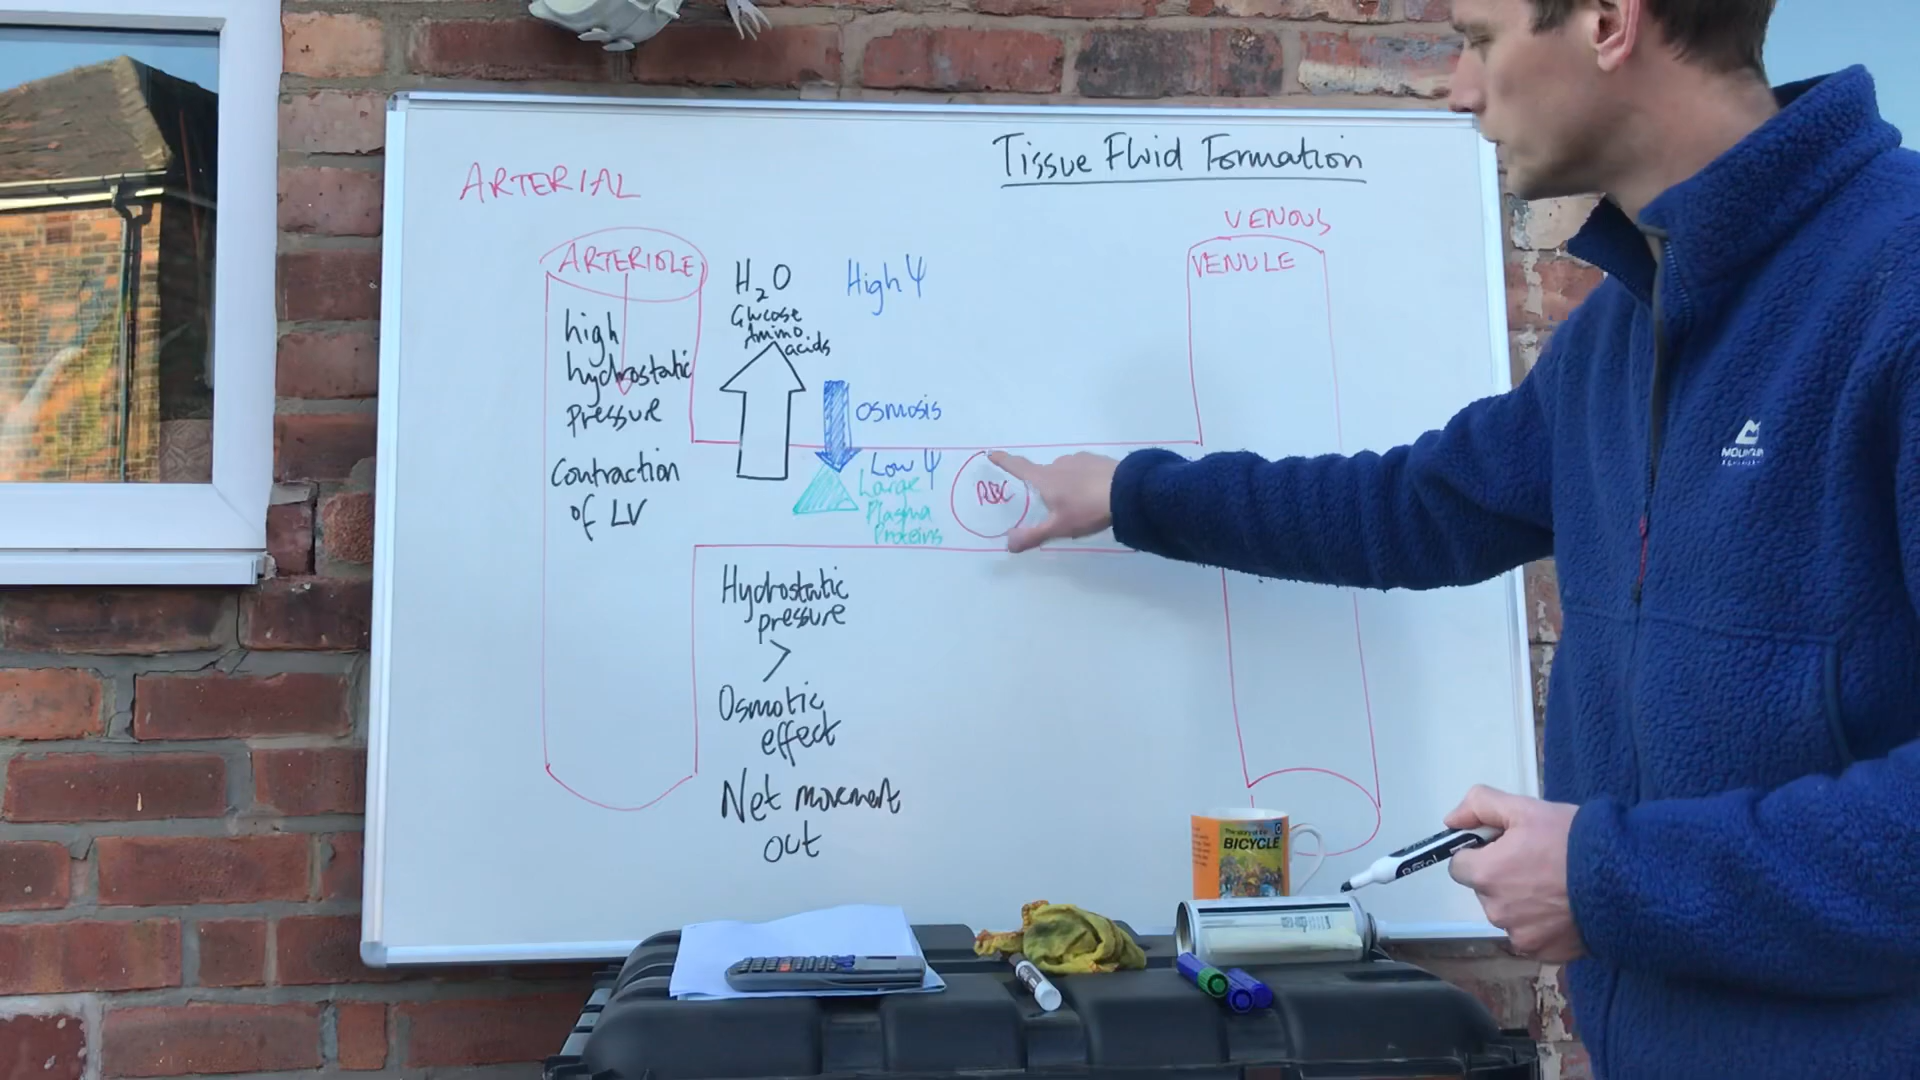 Tissue Fluid Formation
ARTERIAL
VENOUS
ARTERIOLE
VENULE
high
hydrostatic
pressure
Contraction
of LV
H₂O
Glucose
Amino
acids
High Ψ
OSMOSIS
Low Ψ
Large
Plasma
Proteins
RBC
Hydrostatic
pressure
>
Osmotic
effect
Net movement
out
The story of the
BICYCLE
MOUNTAIN